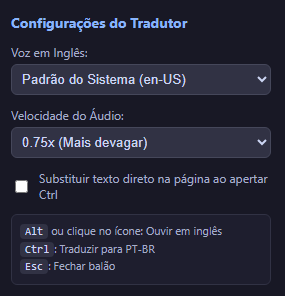 Configurações do Tradutor
Voz em Inglês:
Padrão do Sistema (en-US)
Velocidade do Áudio:
0.75x (Mais devagar)
Substituir texto direto na página ao apertar
Ctrl
Alt ou clique no ícone: Ouvir em inglês
Ctrl: Traduzir para PT-BR
Esc: Fechar balão